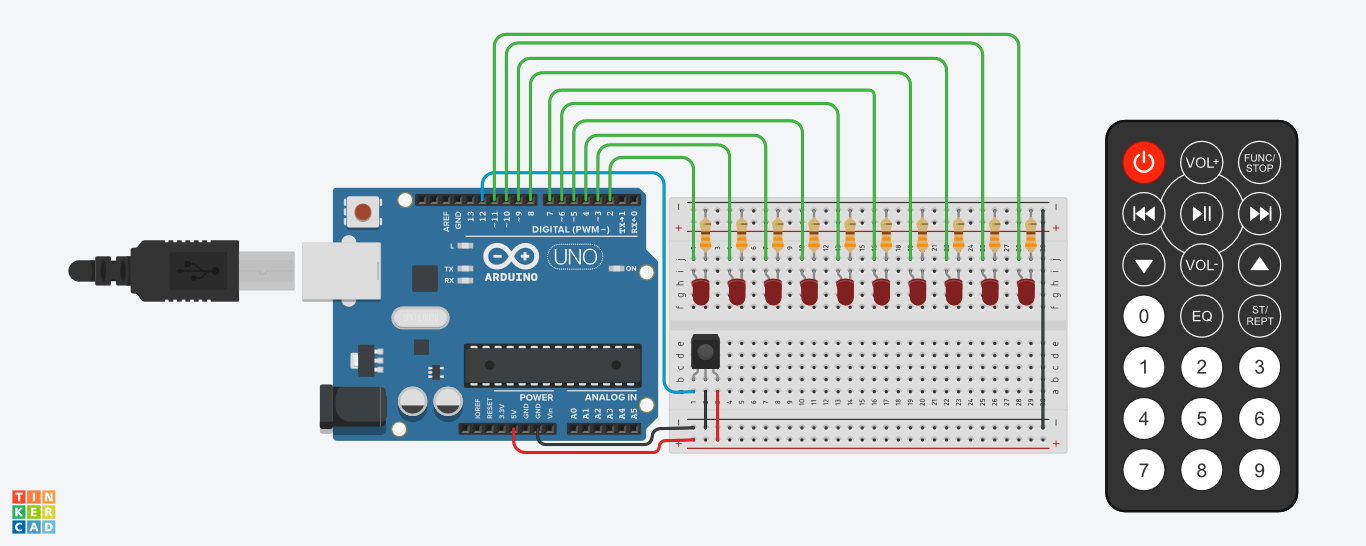 AREF
GND
13
12
~11
~10
~9
8
7
~6
~5
4
~3
2
TX→1
RX←0
DIGITAL (PWM~)
L
TX
RX
ARDUINO
UNO
ON
POWER
ANALOG IN
IOREF
RESET
3.3V
5V
GND
GND
Vin
A0
A1
A2
A3
A4
A5
j
i
h
g
f
e
d
c
b
a
j
i
h
g
f
e
d
c
b
a
VOL+
FUNC/
STOP
VOL-
0
EQ
ST/
REPT
1 2 3
4 5 6
7 8 9
TIN
KER
CAD